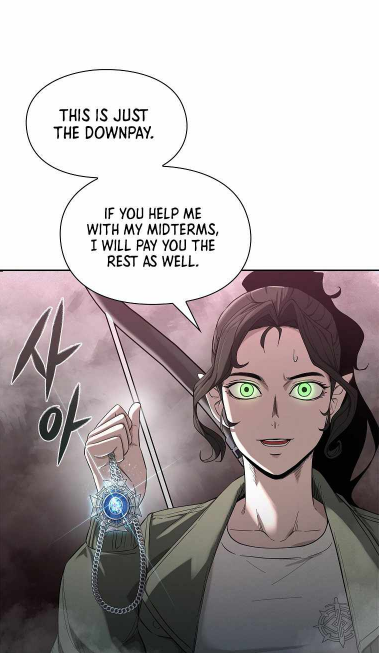 THIS IS JUST
THE DOWNPAY.
IF YOU HELP ME
WITH MY MIDTERMS,
I WILL PAY YOU THE
REST AS WELL.
사
아